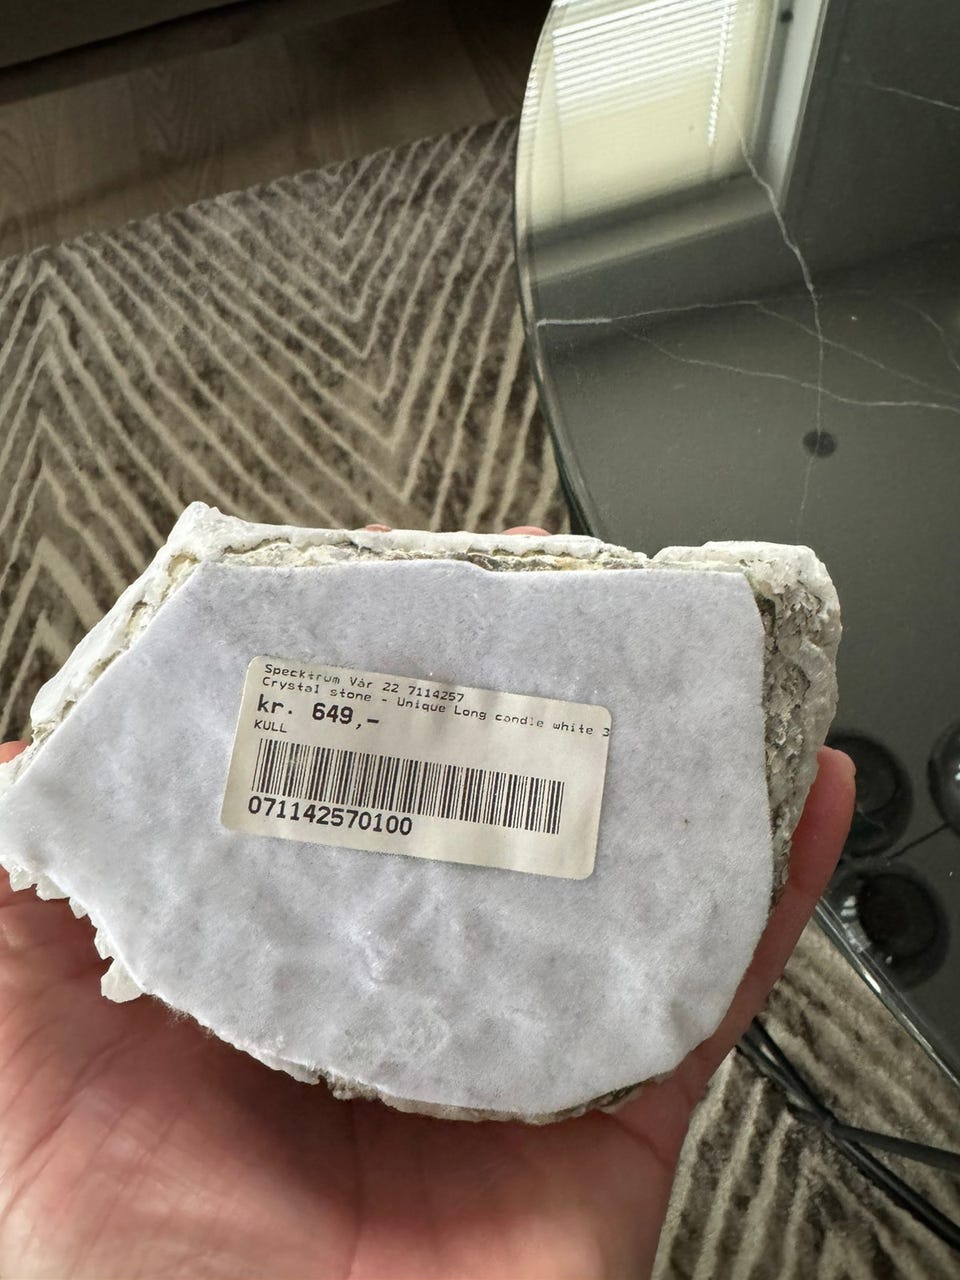 Specktrum Vår 22 7114257
Crystal stone - Unique Long candle white 3
kr. 649,-
KULL
071142570100